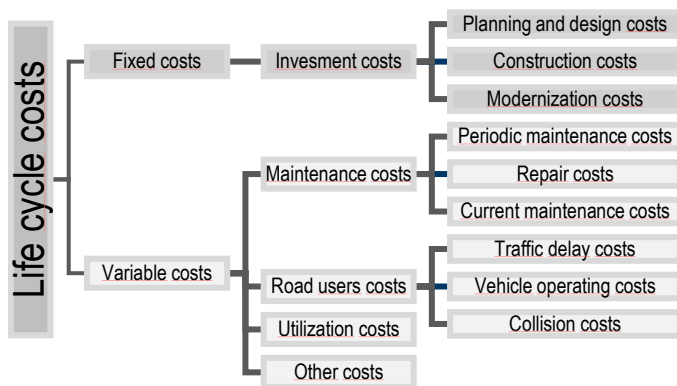 Life cycle costs
Fixed costs
Invesment costs
Planning and design costs
Construction costs
Modernization costs
Variable costs
Maintenance costs
Periodic maintenance costs
Repair costs
Current maintenance costs
Road users costs
Traffic delay costs
Vehicle operating costs
Collision costs
Utilization costs
Other costs